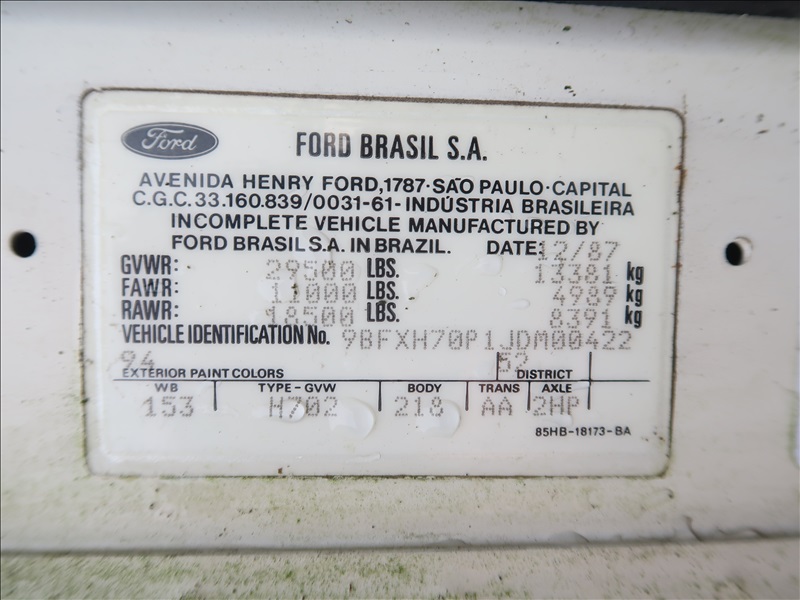 Ford FORD BRASIL S.A.
AVENIDA HENRY FORD,1787·SÃO PAULO·CAPITAL
C.G.C.33.160.839/0031-61-INDÚSTRIA BRASILEIRA
INCOMPLETE VEHICLE MANUFACTURED BY
FORD BRASIL S.A. IN BRAZIL. DATE: 12/87
GVWR: 29500 LBS. 13381 kg
FAWR: 11000 LBS. 4989 kg
RAWR: 18500 LBS. 8391 kg
VEHICLE IDENTIFICATION No. 9BFXH70P1JDM00422
94 52
EXTERIOR PAINT COLORS DISTRICT
WB TYPE-GVW BODY TRANS AXLE
153 H702 218 AA 2HP
85HB-18173-BA